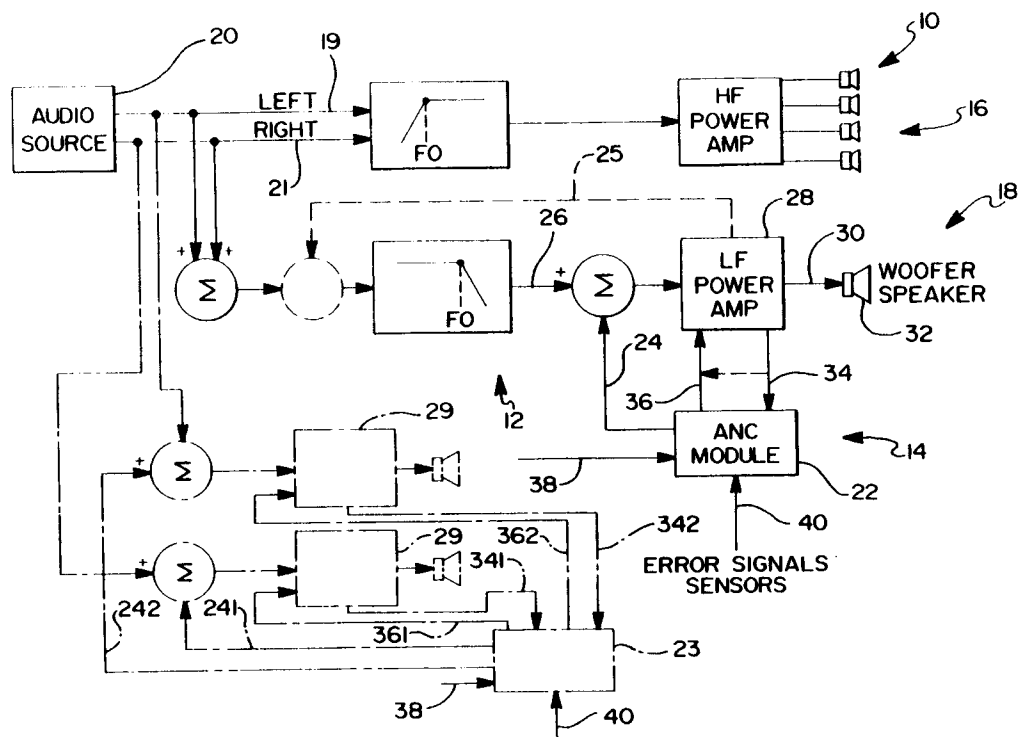 20
19
10
AUDIO
SOURCE
LEFT
RIGHT
21
FO
HF
POWER
AMP
16
25
28
18
+
+
Σ
26
+
Σ
LF
POWER
AMP
30
WOOFER
SPEAKER
32
FO
24
36
34
12
29
14
ANC
MODULE
38
22
+
Σ
40
362
342
29
ERROR SIGNALS
SENSORS
+
Σ
341
242
241
361
23
38
40